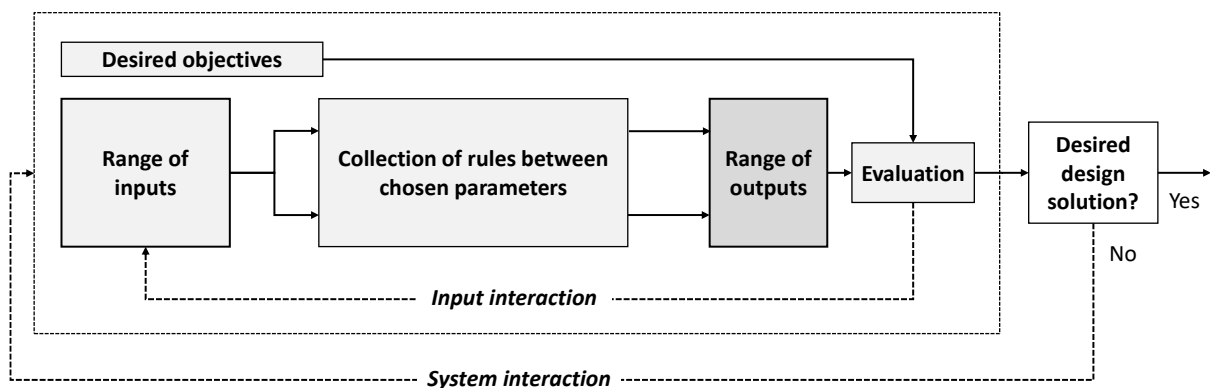 Desired objectives
Range of
inputs
Collection of rules between
chosen parameters
Range of
outputs
Evaluation
Desired
design
solution?
Yes
No
Input interaction
System interaction